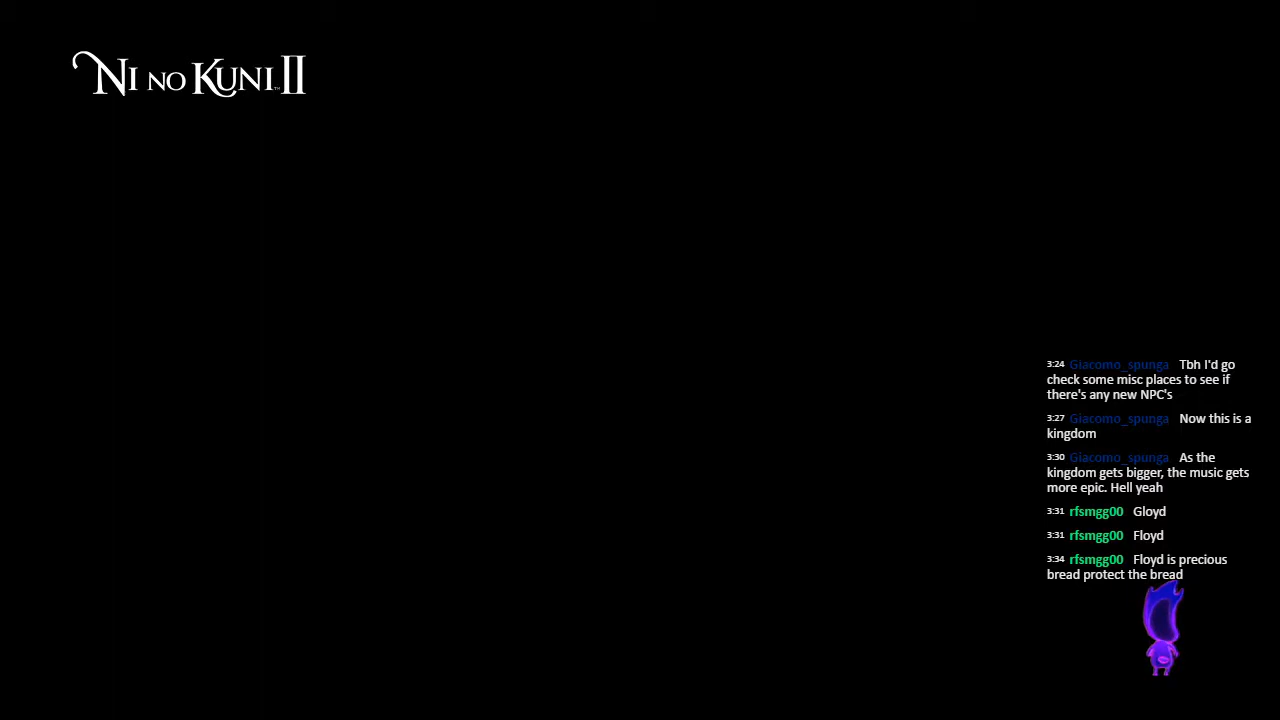 NI NO KUNI™ II
3:24 Giacomo_spunga Tbh I'd go
check some misc places to see if
there's any new NPC's
3:27 Giacomo_spunga Now this is a
kingdom
3:30 Giacomo_spunga As the
kingdom gets bigger, the music gets
more epic. Hell yeah
3:31 rfsmgg00 Gloyd
3:31 rfsmgg00 Floyd
3:34 rfsmgg00 Floyd is precious
bread protect the bread